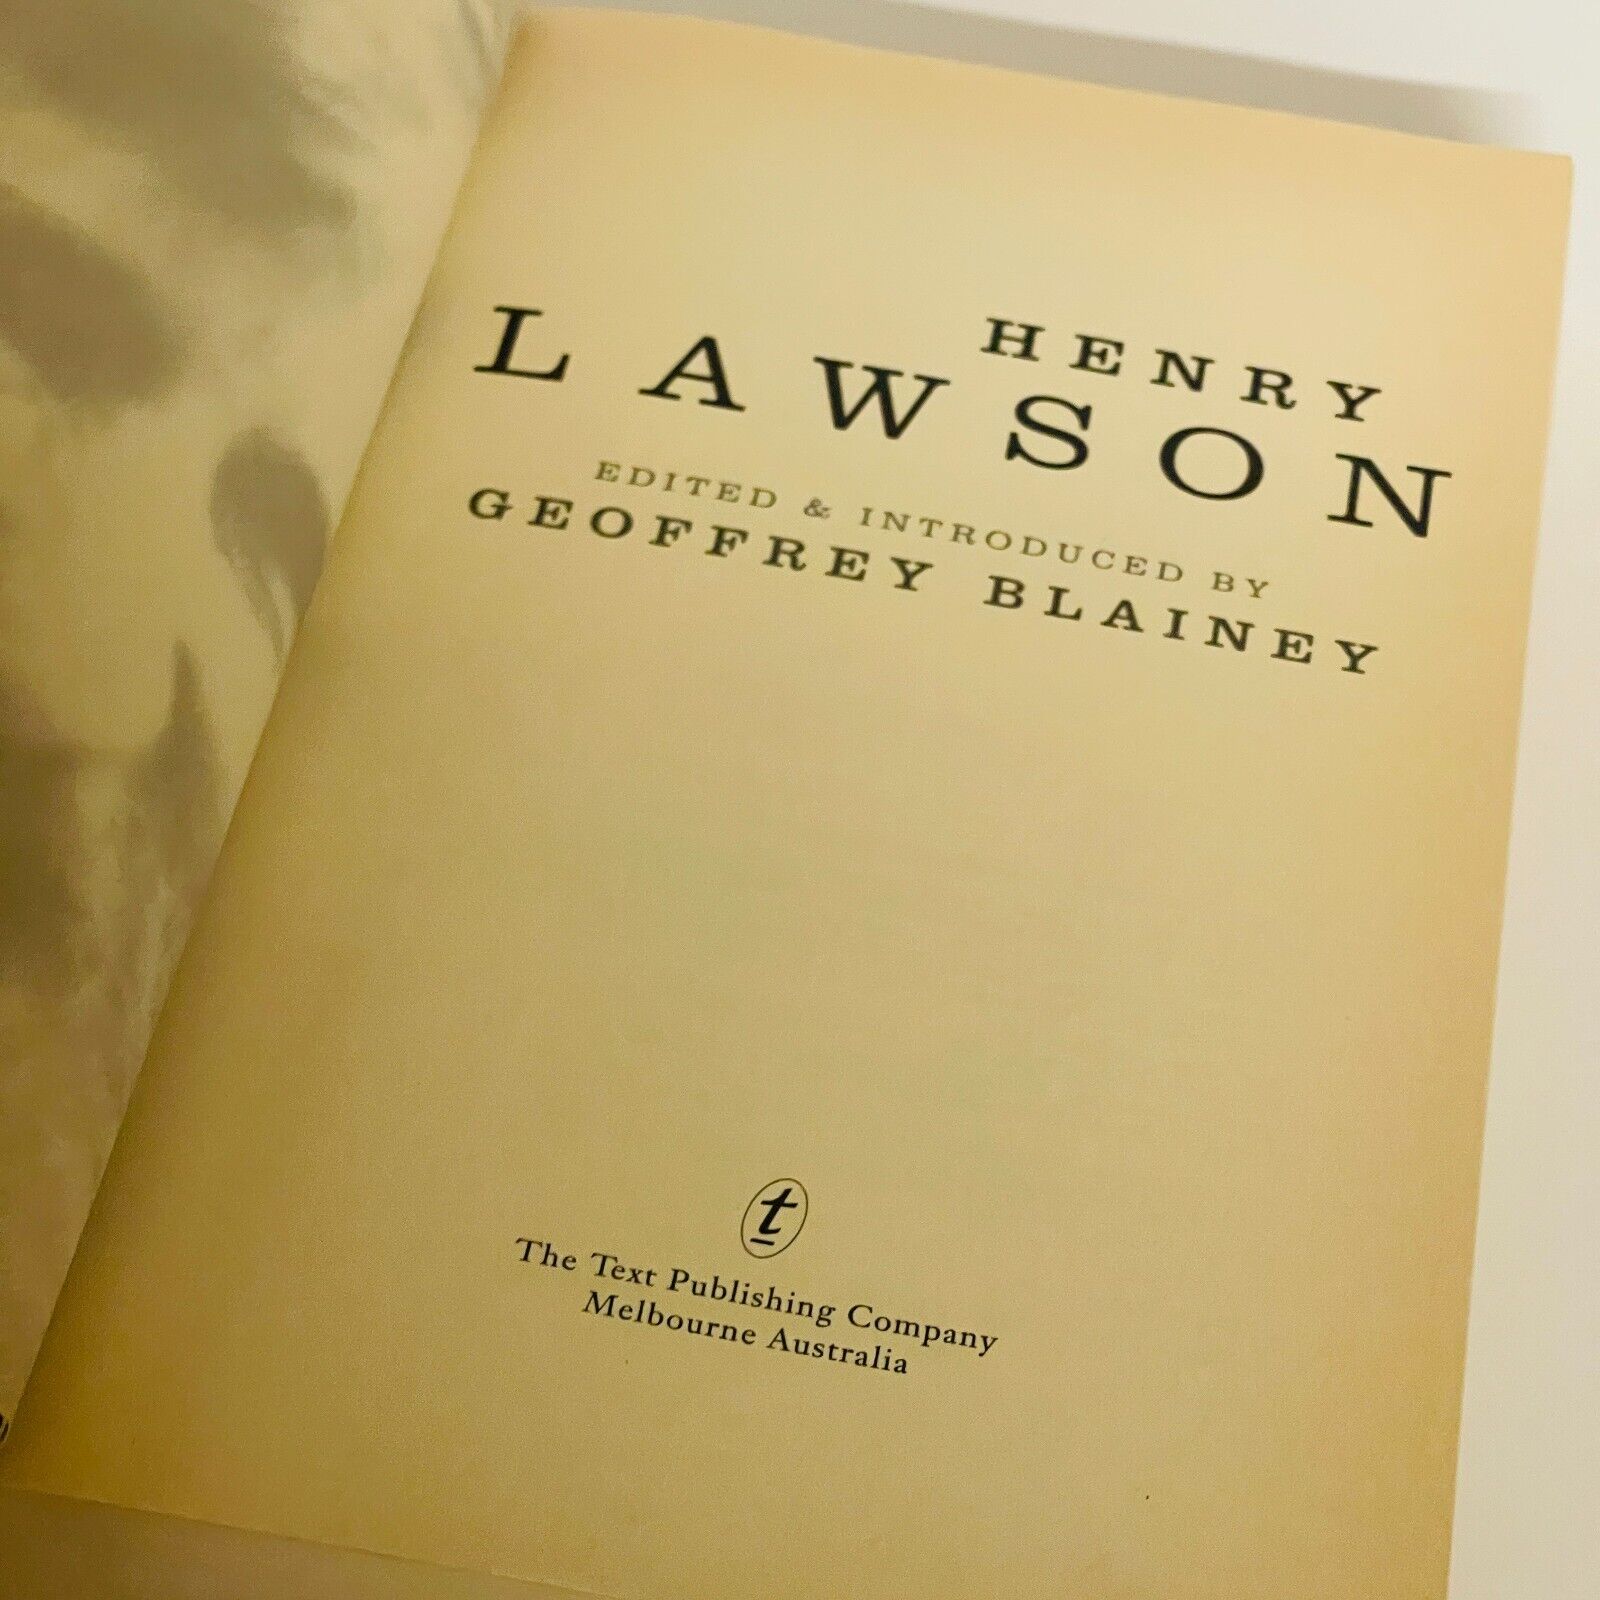 HENRY
LAWSON
EDITED & INTRODUCED BY
GEOFFREY BLAINEY
t
The Text Publishing Company
Melbourne Australia